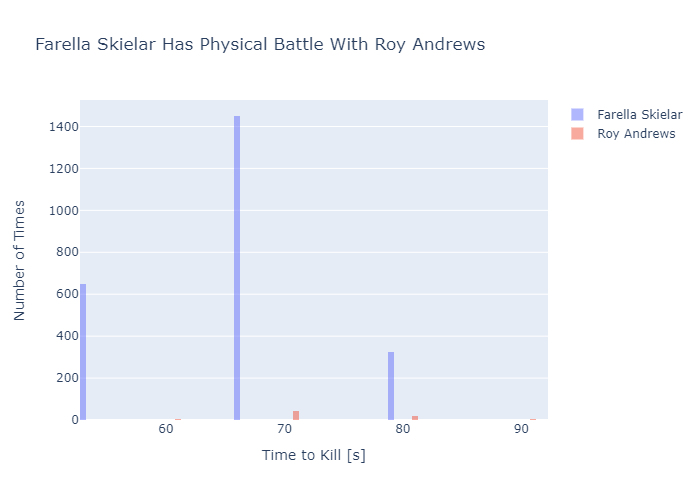 Farella Skielar Has Physical Battle With Roy Andrews
Farella Skielar
Roy Andrews
1400
1200
1000
800
600
400
200
0
60
70
80
90
Number of Times
Time to Kill [s]